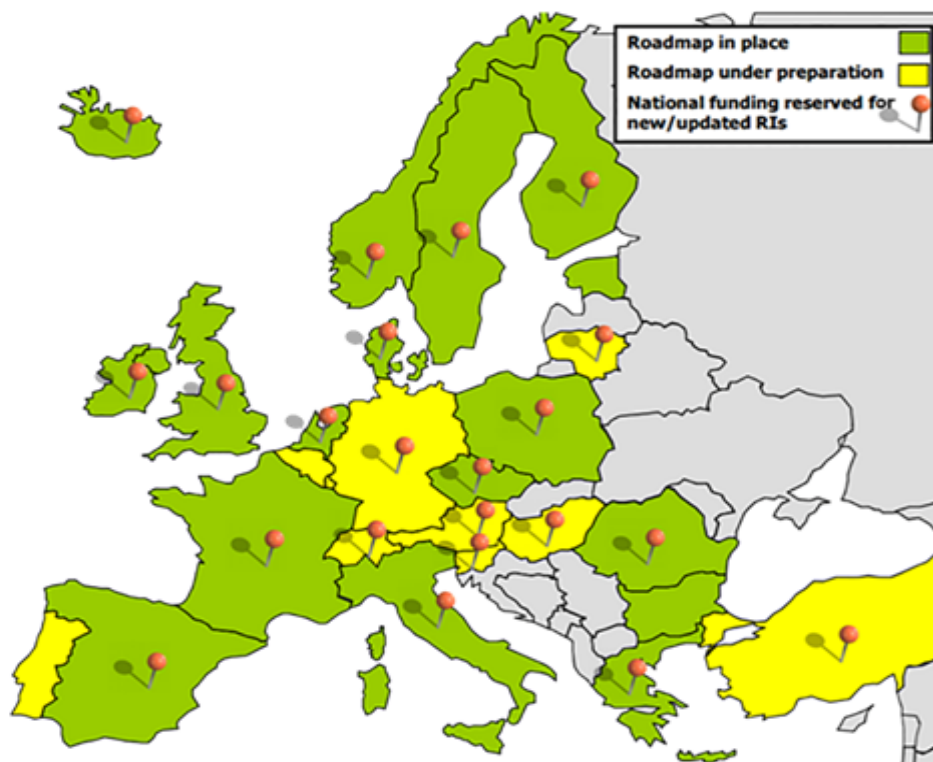 Roadmap in place
Roadmap under preparation
National funding reserved for
new/updated RIs